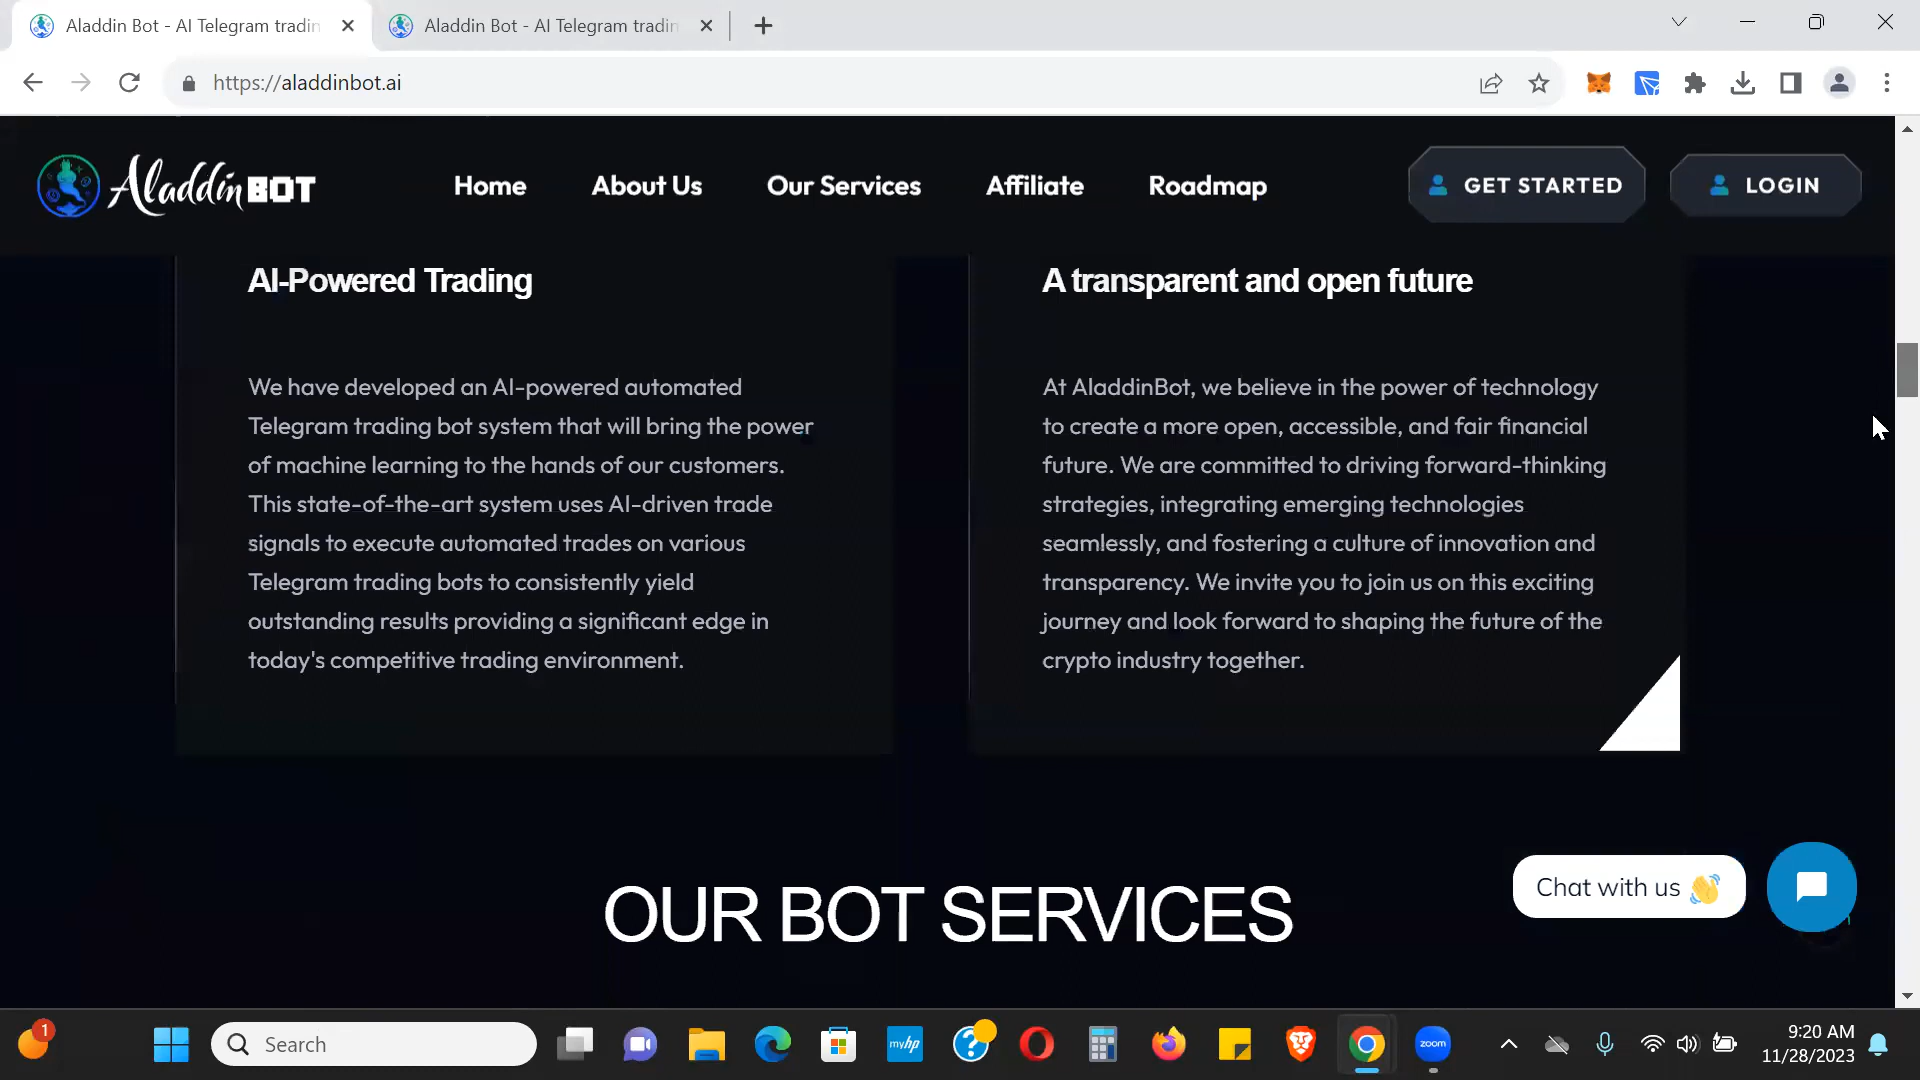 Aladdin Bot - AI Telegram tradin
Aladdin Bot - AI Telegram tradin
https://aladdinbot.ai
Aladdin BOT
Home
About Us
Our Services
Affiliate
Roadmap
GET STARTED
LOGIN
AI-Powered Trading
We have developed an AI-powered automated
Telegram trading bot system that will bring the power
of machine learning to the hands of our customers.
This state-of-the-art system uses AI-driven trade
signals to execute automated trades on various
Telegram trading bots to consistently yield
outstanding results providing a significant edge in
today's competitive trading environment.
A transparent and open future
At AladdinBot, we believe in the power of technology
to create a more open, accessible, and fair financial
future. We are committed to driving forward-thinking
strategies, integrating emerging technologies
seamlessly, and fostering a culture of innovation and
transparency. We invite you to join us on this exciting
journey and look forward to shaping the future of the
crypto industry together.
OUR BOT SERVICES
Chat with us
1
Search
myhp
?
zoom
9:20 AM
11/28/2023